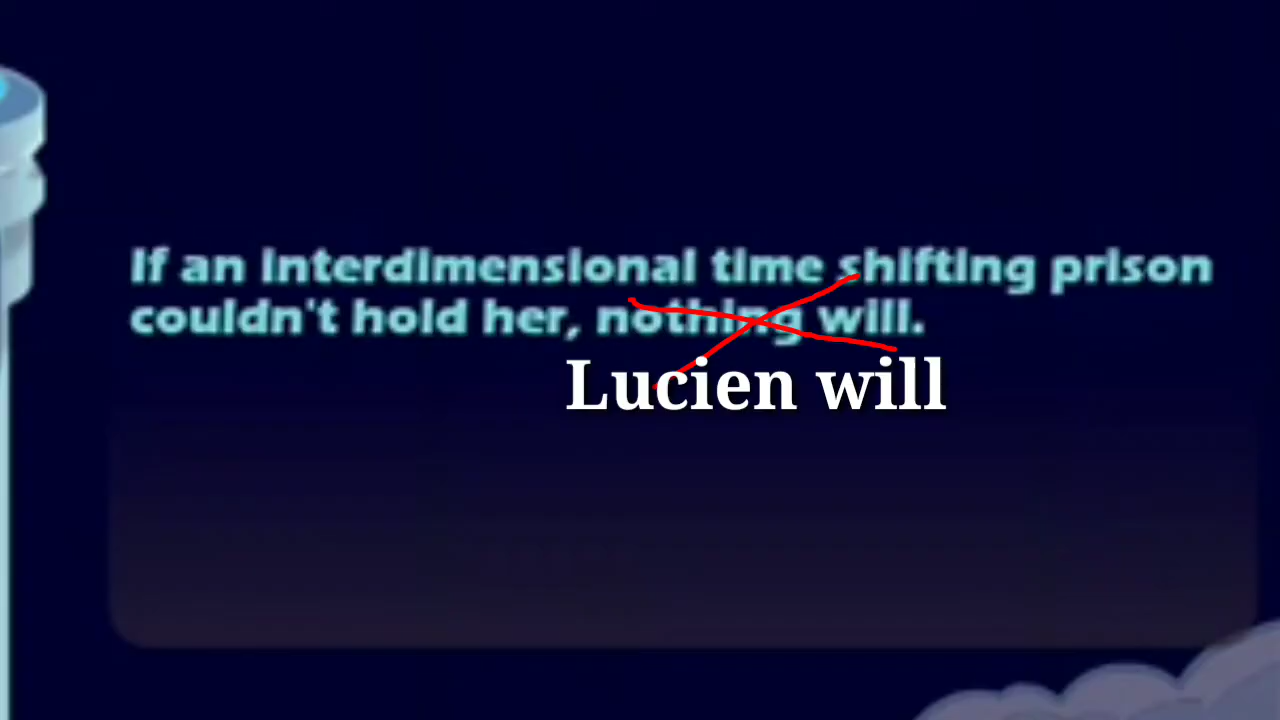 If an interdimensional time shifting prison
couldn't hold her, nothing will.
Lucien will